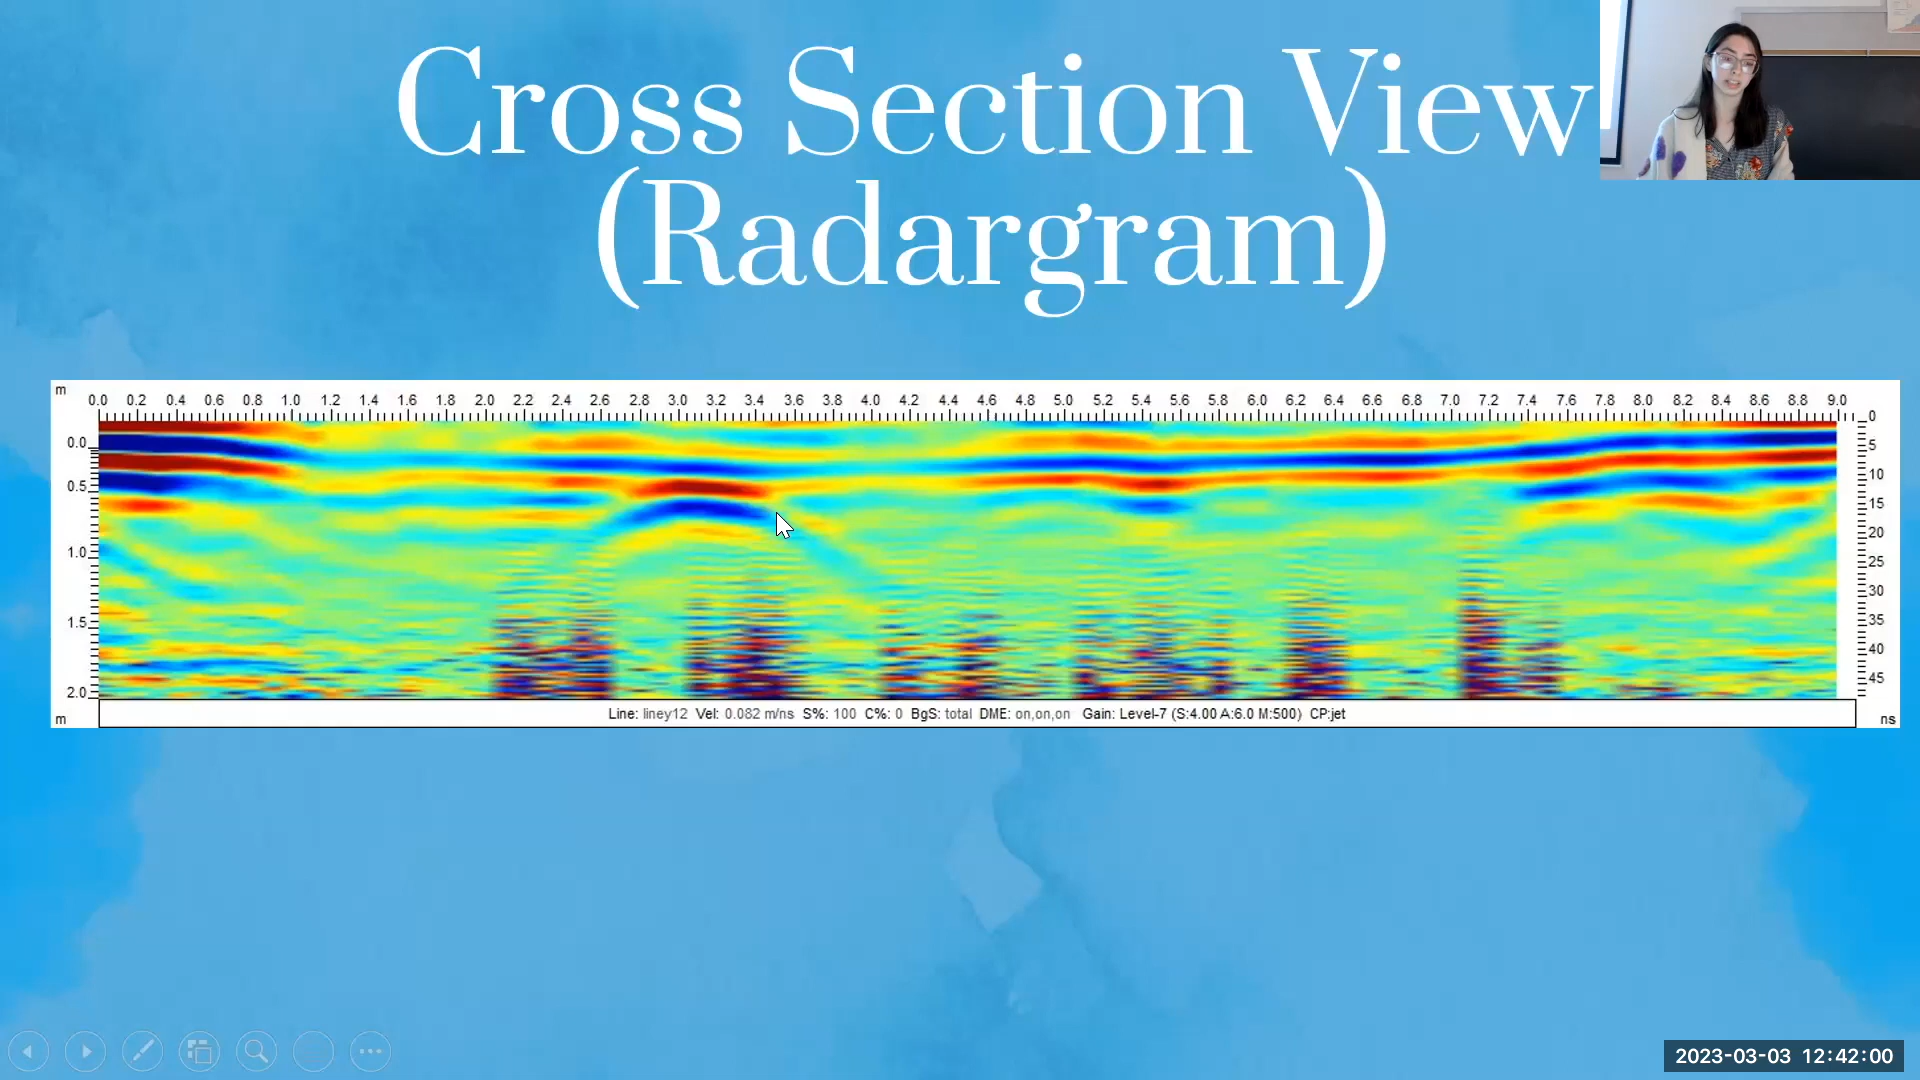 Cross Section View
(Radargram)
m
0.0 0.2 0.4 0.6 0.8 1.0 1.2 1.4 1.6 1.8 2.0 2.2 2.4 2.6 2.8 3.0 3.2 3.4 3.6 3.8 4.0 4.2 4.4 4.6 4.8 5.0 5.2 5.4 5.6 5.8 6.0 6.2 6.4 6.6 6.8 7.0 7.2 7.4 7.6 7.8 8.0 8.2 8.4 8.6 8.8 9.0
0
0.0
5
10
0.5
15
20
1.0
25
30
1.5
35
40
45
2.0
Line: liney12 Vel: 0.082 m/ns S%: 100 C%: 0 BgS: total DME: on,on,on Gain: Level-7 (S:4.00 A:6.0 M:500) CP:jet
m
ns
2023-03-03 12:42:00